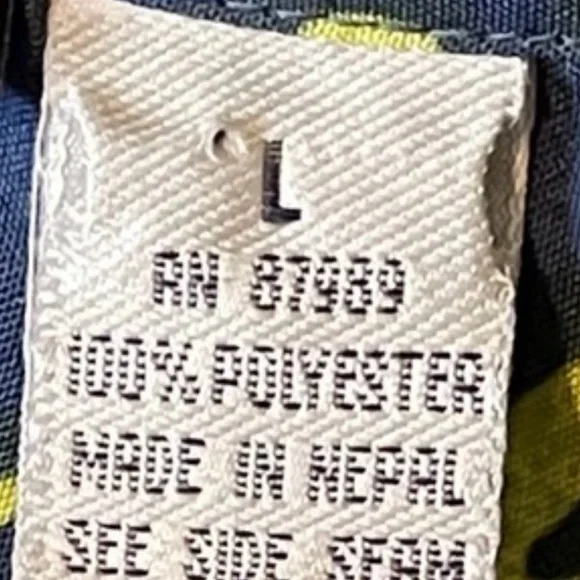 L
RN 87989
100% POLYESTER
MADE IN NEPAL
SEE SIDE SEAM